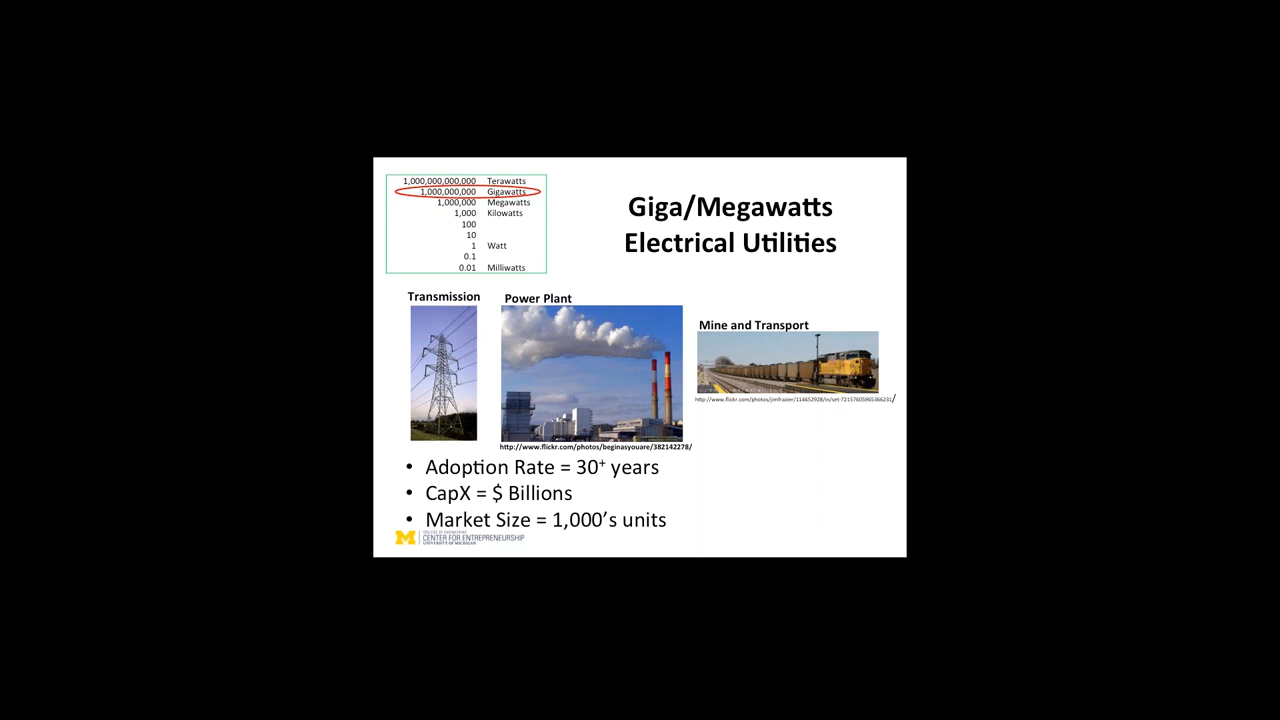 1,000,000,000,000 Terawatts
1,000,000,000 Gigawatts
1,000,000 Megawatts
1,000 Kilowatts
100
10
1 Watt
0.1
0.01 Milliwatts
Giga/Megawatts
Electrical Utilities
Transmission
Power Plant
Mine and Transport
http://www.flickr.com/photos/jimfrazier/114652928/in/set-72157605965366231/
http://www.flickr.com/photos/beginasyouare/382142278/
• Adoption Rate = 30+ years
• CapX = $ Billions
• Market Size = 1,000’s units
M
COLLEGE OF ENGINEERING
CENTER FOR ENTREPRENEURSHIP
UNIVERSITY OF MICHIGAN